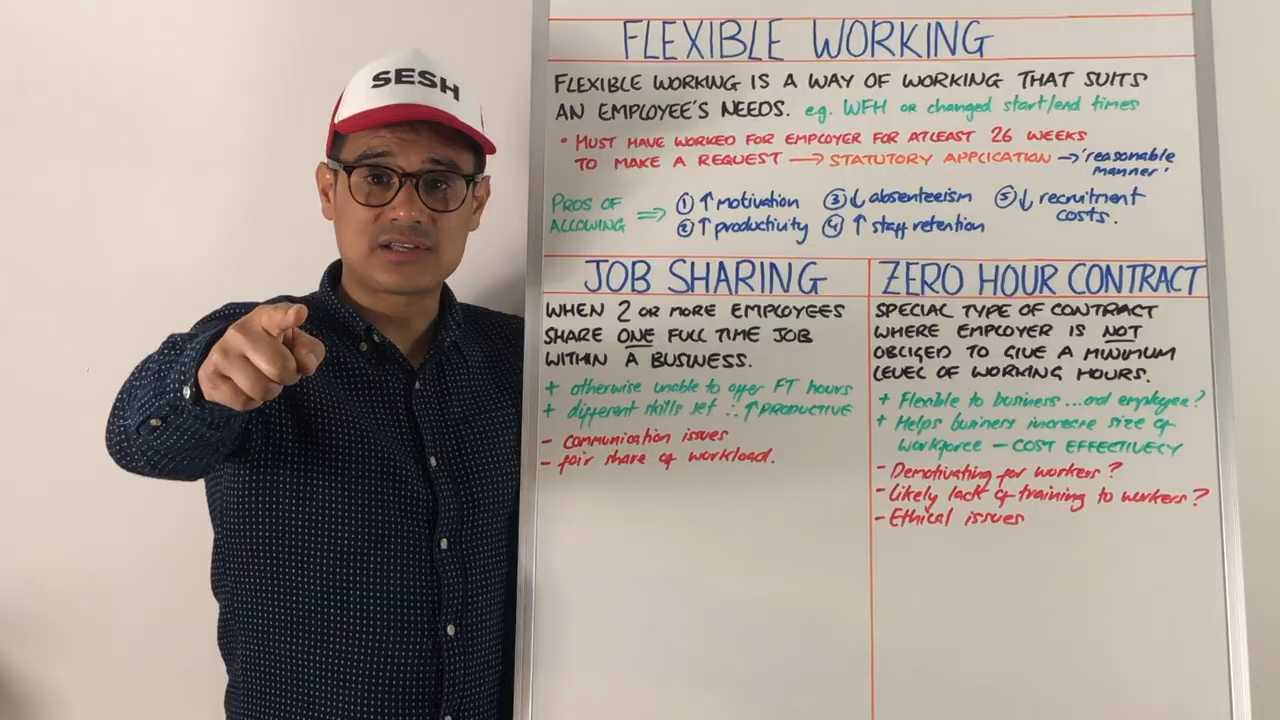 SESH
FLEXIBLE WORKING
FLEXIBLE WORKING IS A WAY OF WORKING THAT SUITS
AN EMPLOYEE'S NEEDS. e.g. WFH or changed start/end times
• MUST HAVE WORKED FOR EMPLOYER FOR ATLEAST 26 WEEKS
TO MAKE A REQUEST → STATUTORY APPLICATION → 'reasonable
manner'
PROS OF
ALLOWING ⇒
① ↑ motivation
② ↑ productivity
③ ↓ absenteeism
④ ↑ staff retention
⑤ ↓ recruitment
costs.
JOB SHARING
WHEN 2 OR MORE EMPLOYEES
SHARE ONE FULL TIME JOB
WITHIN A BUSINESS.
+ otherwise unable to offer FT hours
+ different skills set ∴ ↑ PRODUCTIVE
- communication issues
- fair share of workload.
ZERO HOUR CONTRACT
SPECIAL TYPE OF CONTRACT
WHERE EMPLOYER IS NOT
OBLIGED TO GIVE A MINIMUM
LEVEL OF WORKING HOURS.
+ Flexible to business...and employee?
+ Helps business increase size of
workforce - COST EFFECTIVELY
- Demotivating for workers?
- Likely lack of training to workers?
- Ethical issues